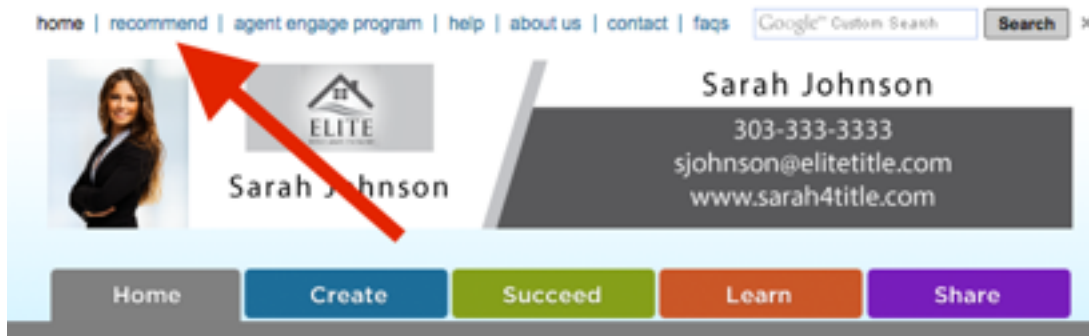 home | recommend | agent engage program | help | about us | contact | faqs Google™ Custom Search Search
ELITE
Sarah Johnson
Sarah Johnson
303-333-3333
sjohnson@elitetitle.com
www.sarah4title.com
Home Create Succeed Learn Share